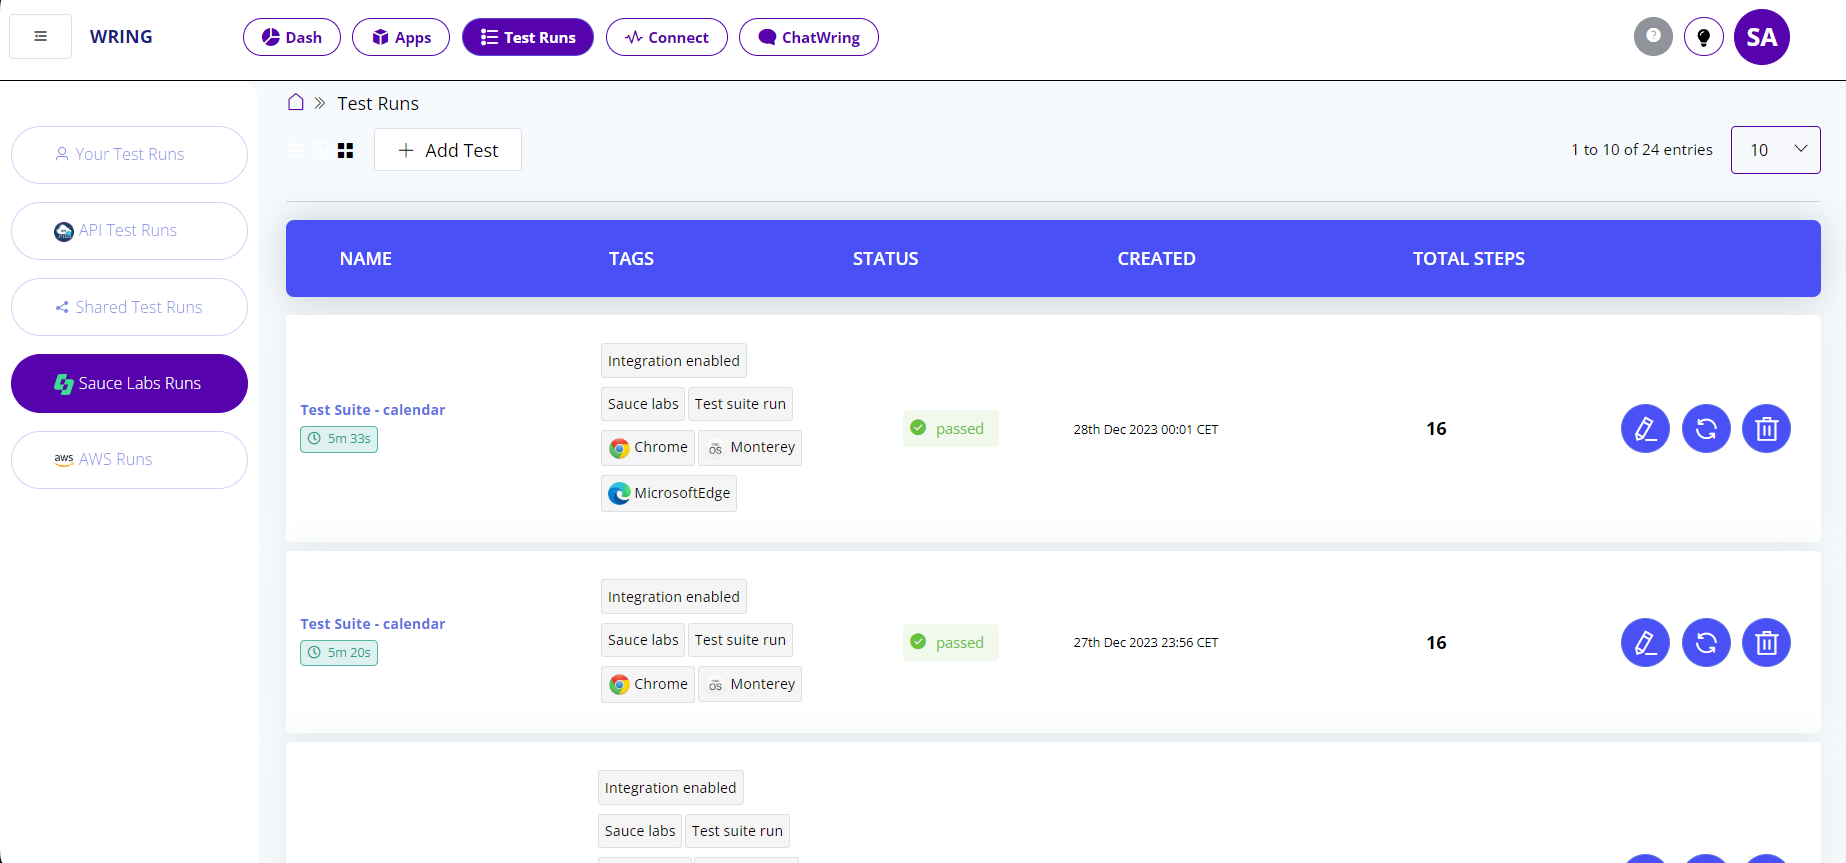 WRING
Dash
Apps
Test Runs
Connect
ChatWring
?
SA
Your Test Runs
API Test Runs
Shared Test Runs
Sauce Labs Runs
aws AWS Runs
Test Runs
Add Test
1 to 10 of 24 entries
10
NAME TAGS STATUS CREATED TOTAL STEPS
Test Suite - calendar
5m 33s
Integration enabled
Sauce labs Test suite run
Chrome macOS Monterey
MicrosoftEdge
passed
28th Dec 2023 00:01 CET
16
Test Suite - calendar
5m 20s
Integration enabled
Sauce labs Test suite run
Chrome macOS Monterey
passed
27th Dec 2023 23:56 CET
16
Integration enabled
Sauce labs Test suite run